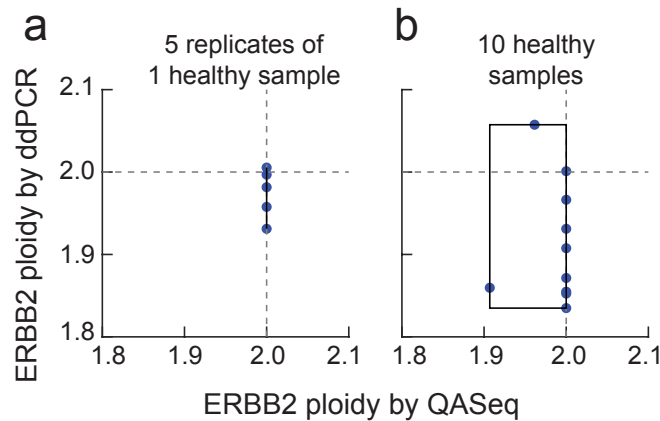 a
5 replicates of
1 healthy sample
b
10 healthy
samples
ERBB2 ploidy by ddPCR
2.1
2.0
1.9
1.8
1.8 1.9 2.0 2.1
1.8 1.9 2.0 2.1
ERBB2 ploidy by QASeq